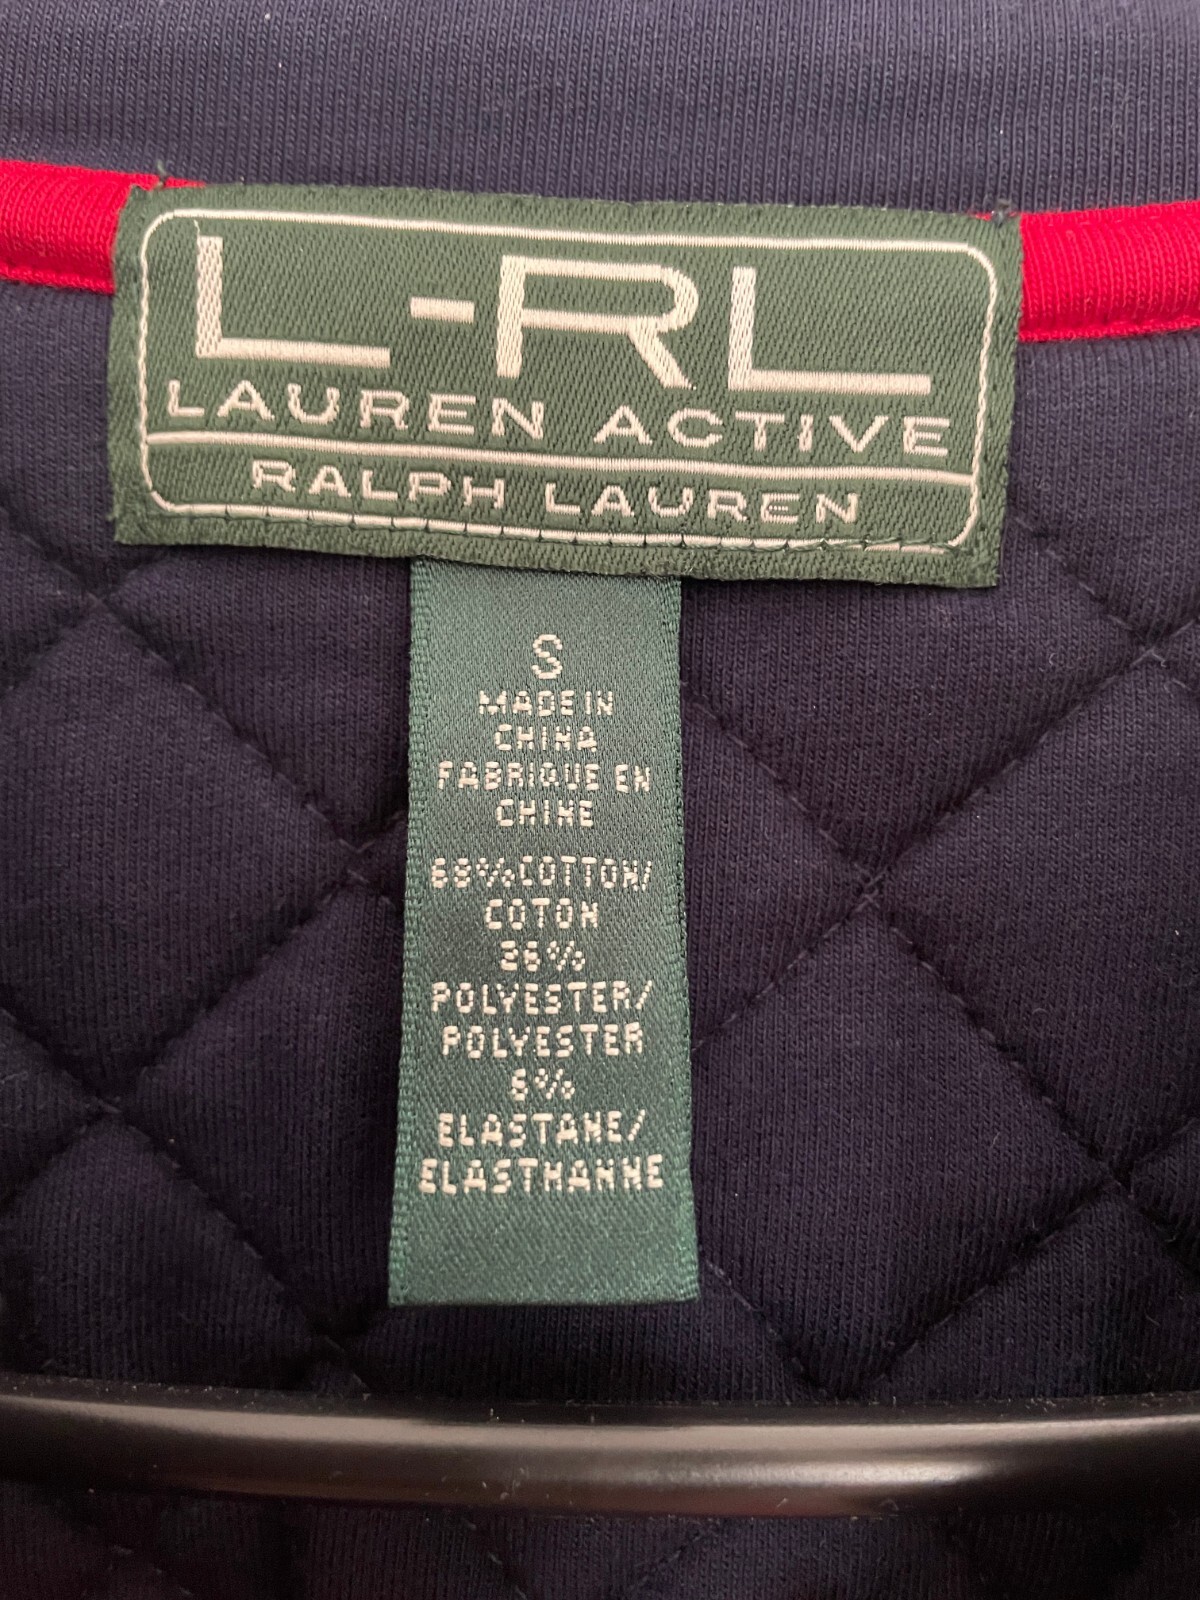 L-RL
LAUREN ACTIVE
RALPH LAUREN
S
MADE IN
CHINA
FABRIQUE EN
CHINE
68% COTTON/
COTON
26%
POLYESTER/
POLYESTER
6%
ELASTANE/
ELASTHANNE